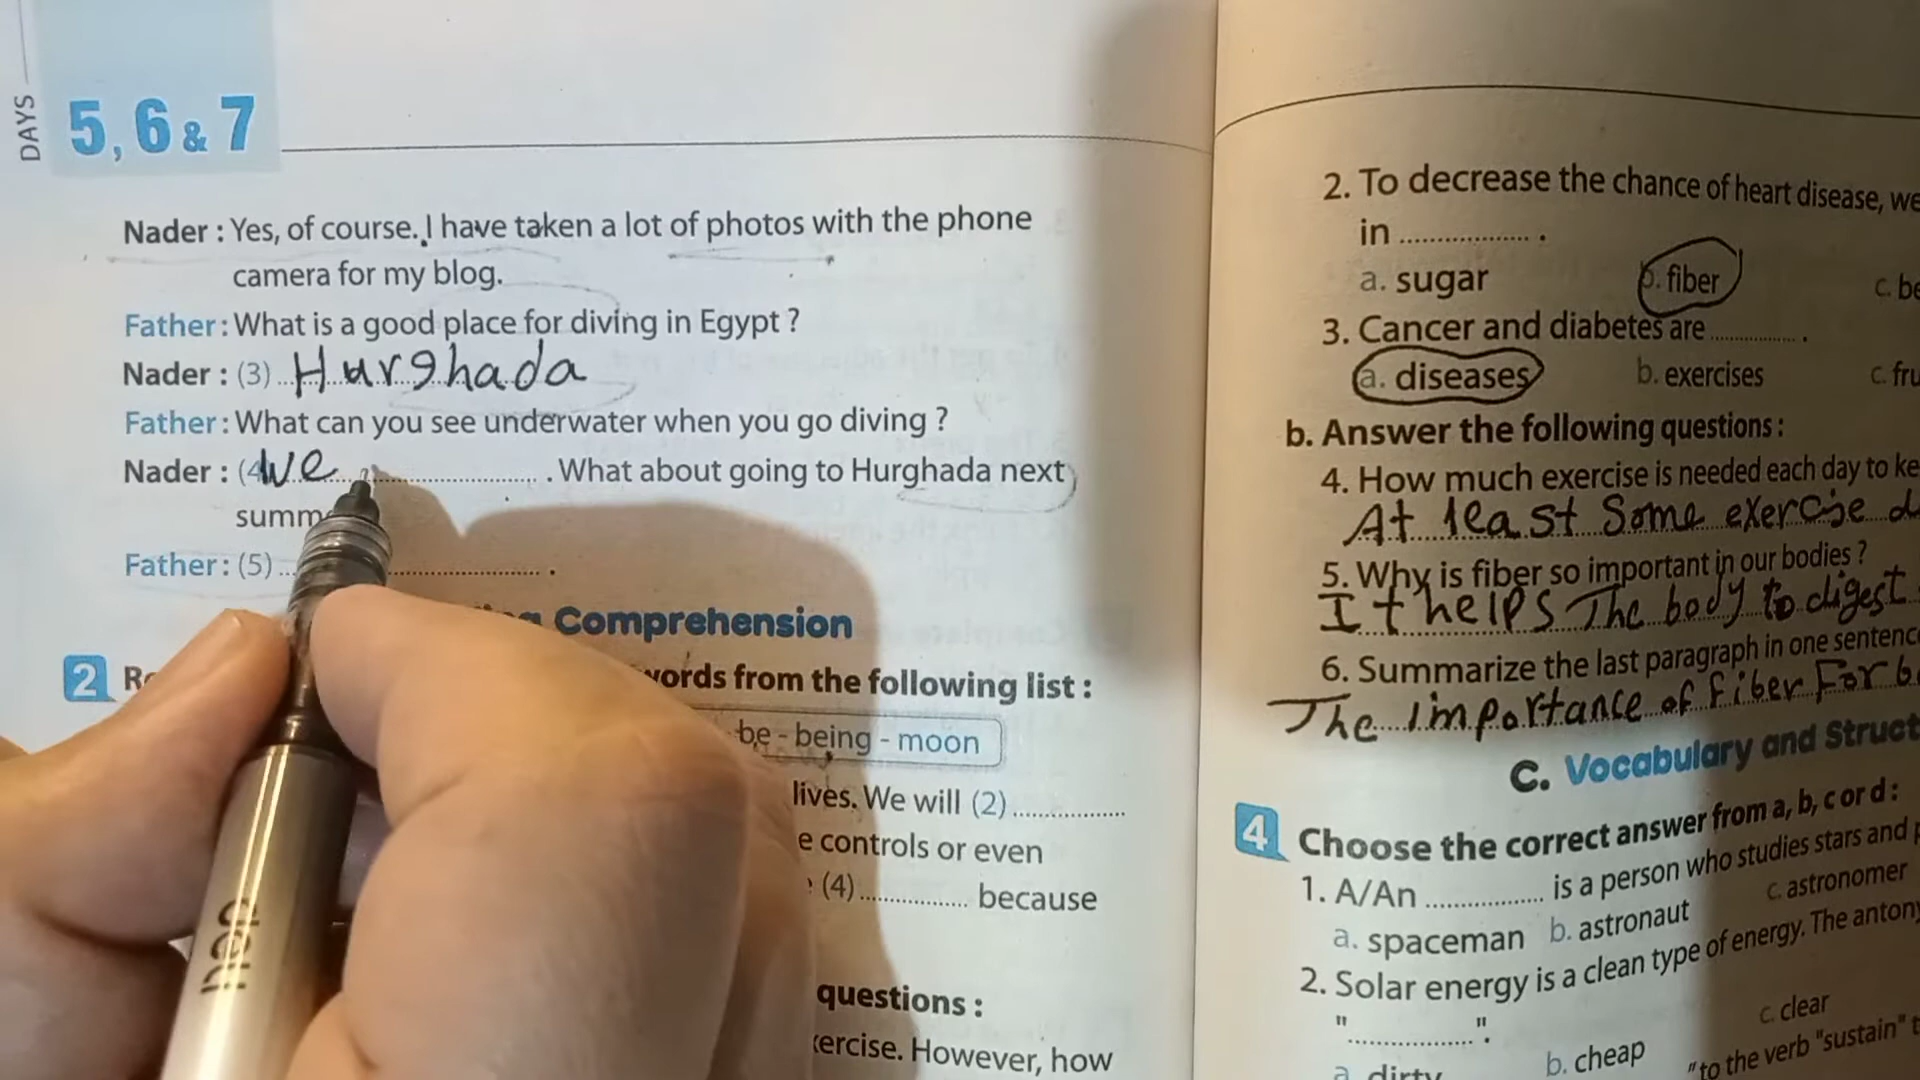 DAYS
5, 6 & 7
Nader : Yes, of course. I have taken a lot of photos with the phone
camera for my blog.
Father : What is a good place for diving in Egypt ?
Nader : (3) Hurghada
Father : What can you see underwater when you go diving ?
Nader : (4) We .................... . What about going to Hurghada next
Father : (5) .................... .
Comprehension
2
words from the following list :
be - being - moon
lives. We will (2) ................
controls or even
(4) ................ because
questions :
However, how
2. To decrease the chance of heart disease, we
in .................. .
a. sugar b. fiber c.
3. Cancer and diabetes are .............. .
a. diseases b. exercises c.
b. Answer the following questions :
4. How much exercise is needed each day to
At least Some exercise
5. Why is fiber so important in our bodies ?
It helps The body to digest
6. Summarize the last paragraph in one
The importance of fiber For
C. Vocabulary and
4 Choose the correct answer from a, b, c or d :
1. A/An ................ is a person who studies stars and
a. spaceman b. astronaut c. astronomer
2. Solar energy is a clean type of energy. The
"................".
a. dirty b. cheap c. clear
"to the verb "sustain"
deli